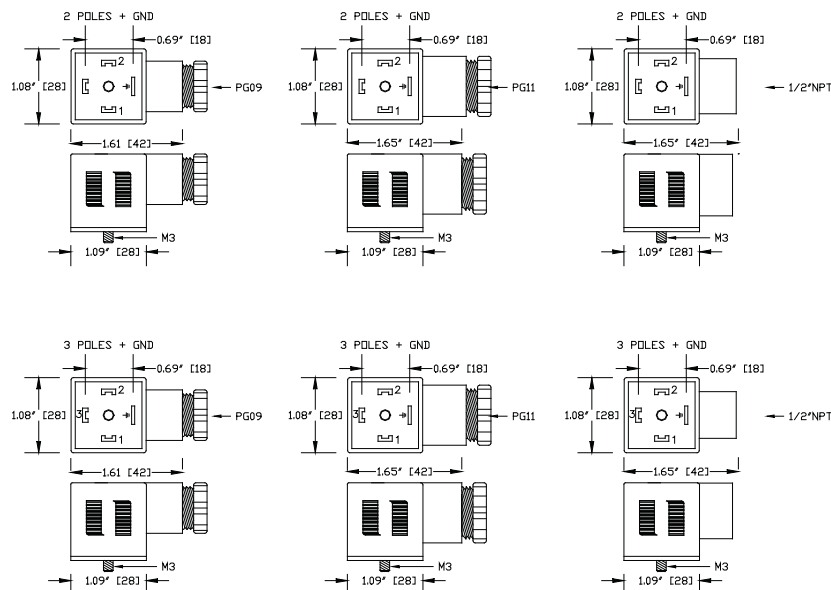 2 POLES + GND
0.69" [18]
1.08" [28]
2
1
PG09
1.61 [42]
M3
1.09" [28]
2 POLES + GND
0.69" [18]
1.08" [28]
2
1
PG11
1.65" [42]
M3
1.09" [28]
2 POLES + GND
0.69" [18]
1.08" [28]
2
1
1/2"NPT
1.65" [42]
M3
1.09" [28]
3 POLES + GND
0.69" [18]
1.08" [28]
2
3
1
PG09
1.61 [42]
M3
1.09" [28]
3 POLES + GND
0.69" [18]
1.08" [28]
2
3
1
PG11
1.65" [42]
M3
1.09" [28]
3 POLES + GND
0.69" [18]
1.08" [28]
2
3
1
1/2"NPT
1.65" [42]
M3
1.09" [28]